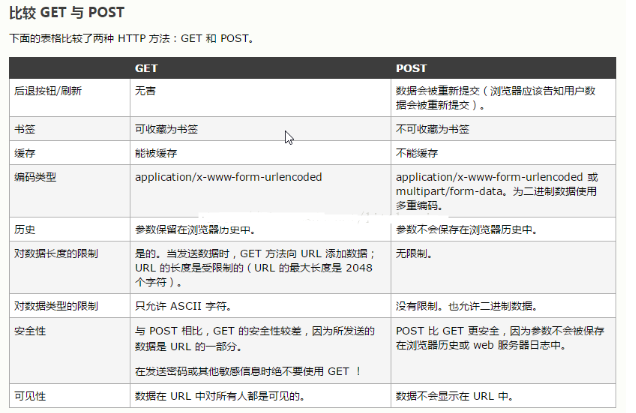 比较 GET 与 POST
下面的表格比较了两种 HTTP 方法：GET 和 POST。
GET POST
后退按钮/刷新 无害 数据会被重新提交（浏览器应该告知用户数
据会被重新提交）。
书签 可收藏为书签 不可收藏为书签
缓存 能被缓存 不能缓存
编码类型 application/x-www-form-urlencoded application/x-www-form-urlencoded 或
multipart/form-data。为二进制数据使用
多重编码。
历史 参数保留在浏览器历史中。 参数不会保存在浏览器历史中。
对数据长度的限制 是的。当发送数据时，GET 方法向 URL 添加数据； 无限制。
URL 的长度是受限制的（URL 的最大长度是 2048
个字符）。
对数据类型的限制 只允许 ASCII 字符。 没有限制。也允许二进制数据。
安全性 与 POST 相比，GET 的安全性较差，因为所发送的 POST 比 GET 更安全，因为参数不会被保存
数据是 URL 的一部分。 在浏览器历史或 web 服务器日志中。
在发送密码或其他敏感信息时绝不要使用 GET ！
可见性 数据在 URL 中对所有人都是可见的。 数据不会显示在 URL 中。